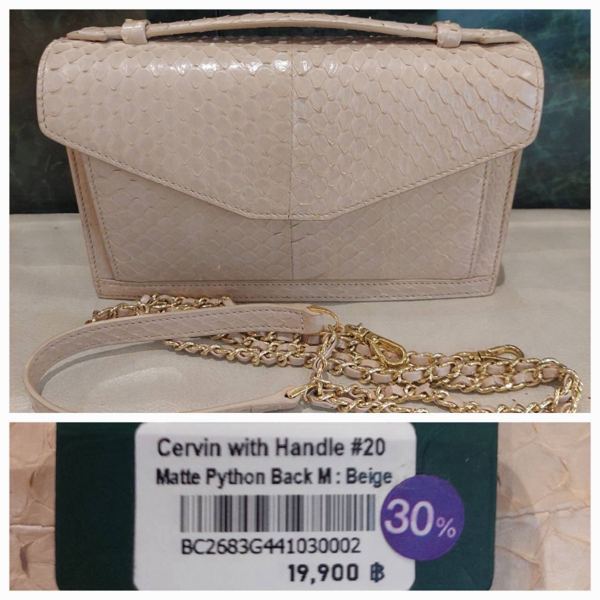 Cervin with Handle #20
Matte Python Back M : Beige
30%
BC2683G441030002
19,900 ฿